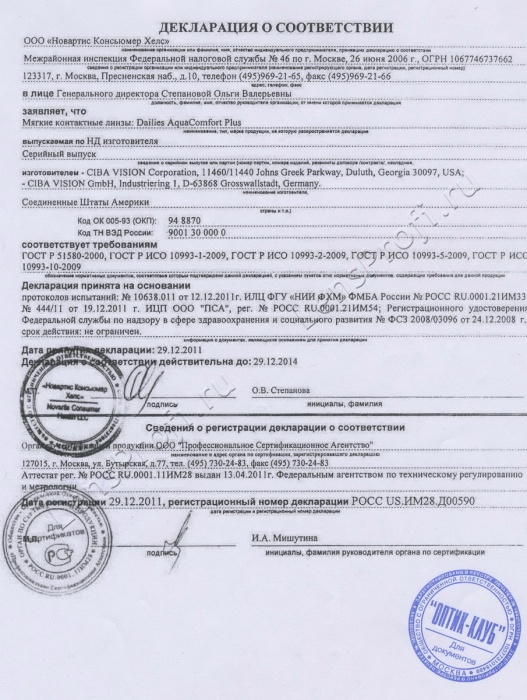 ДЕКЛАРАЦИЯ О СООТВЕТСТВИИ
ООО «Новартис Консьюмер Хелс»
наименование организации или фамилия, имя, отчество индивидуального предпринимателя, принявших декларацию о соответствии
Межрайонная инспекция Федеральной налоговой службы № 46 по г. Москве, 26 июня 2006 г., ОГРН 1067746737662
сведения о регистрации организации или индивидуального предпринимателя (наименование регистрирующего органа, дата регистрации, регистрационный номер)
123317, г. Москва, Пресненская наб., д.10, телефон (495)969-21-65, факс (495)969-21-66
адрес, телефон, факс
в лице Генерального директора Степановой Ольги Валерьевны
должность, фамилия, имя, отчество руководителя организации, от имени которой принимается декларация
заявляет, что
Мягкие контактные линзы: Dailies AquaComfort Plus
наименование, тип, марка продукции, на которую распространяется декларация
выпускаемая по НД изготовителя
Серийный выпуск
сведения о серийном выпуске или партии (номер партии, номера изделий, реквизиты договора (контракта), накладная,
изготовителем - CIBA VISION Corporation, 11460/11440 Johns Greek Parkway, Duluth, Georgia 30097, USA;
- CIBA VISION GmbH, Industriering 1, D-63868 Grosswallstadt, Germany.
Соединенные Штаты Америки
страны и т.п.)
Код ОК 005-93 (ОКП): 94 8870
Код ТН ВЭД России: 9001 30 000 0
соответствует требованиям
ГОСТ Р 51580-2000, ГОСТ Р ИСО 10993-1-2009, ГОСТ Р ИСО 10993-2-2009, ГОСТ Р ИСО 10993-5-2009, ГОСТ Р ИСО
10993-10-2009
обозначение нормативных документов, соответствие которым подтверждено данной декларацией, с указанием пунктов этих нормативных документов, содержащих требования для данной продукции
Декларация принята на основании
протоколов испытаний: № 10638.011 от 12.12.2011г. ИЛЦ ФГУ «НИИ ФХМ» ФМБА России № РОСС RU.0001.21ИМ33
№ 444/11 от 19.12.2011 г. ИЦП ООО "ПСА", рег. № РОСС RU.0001.21ИМ54; Регистрационного удостоверения
Федеральной службы по надзору в сфере здравоохранения и социального развития № ФСЗ 2008/03096 от 24.12.2008 г.
срок действия: не ограничен.
информация о документах, являющихся основанием для принятия декларации
Дата принятия декларации: 29.12.2011
Декларация о соответствии действительна до: 29.12.2014
О.В. Степанова
подпись инициалы, фамилия
«Новартис Консьюмер
Хелс»
Novartis Consumer
Health LLC
Сведения о регистрации декларации о соответствии
Орган по сертификации продукции ООО "Профессиональное Сертификационное Агентство"
наименование и адрес органа по сертификации, зарегистрировавшего декларацию
127015, г. Москва, ул. Бутырская, д.77, тел. (495) 730-24-83, факс (495) 730-24-83
Аттестат рег. № РОСС RU.0001.11ИМ28 выдан 13.04.2011г. Федеральным агентством по техническому регулированию
и метрологии
Дата регистрации 29.12.2011, регистрационный номер декларации РОСС US.ИМ28.Д00590
дата регистрации и регистрационный номер декларации
Для
сертификатов
И.А. Мишутина
подпись инициалы, фамилия руководителя органа по сертификации
"ОПТИК-КЛУБ"
Для
документов